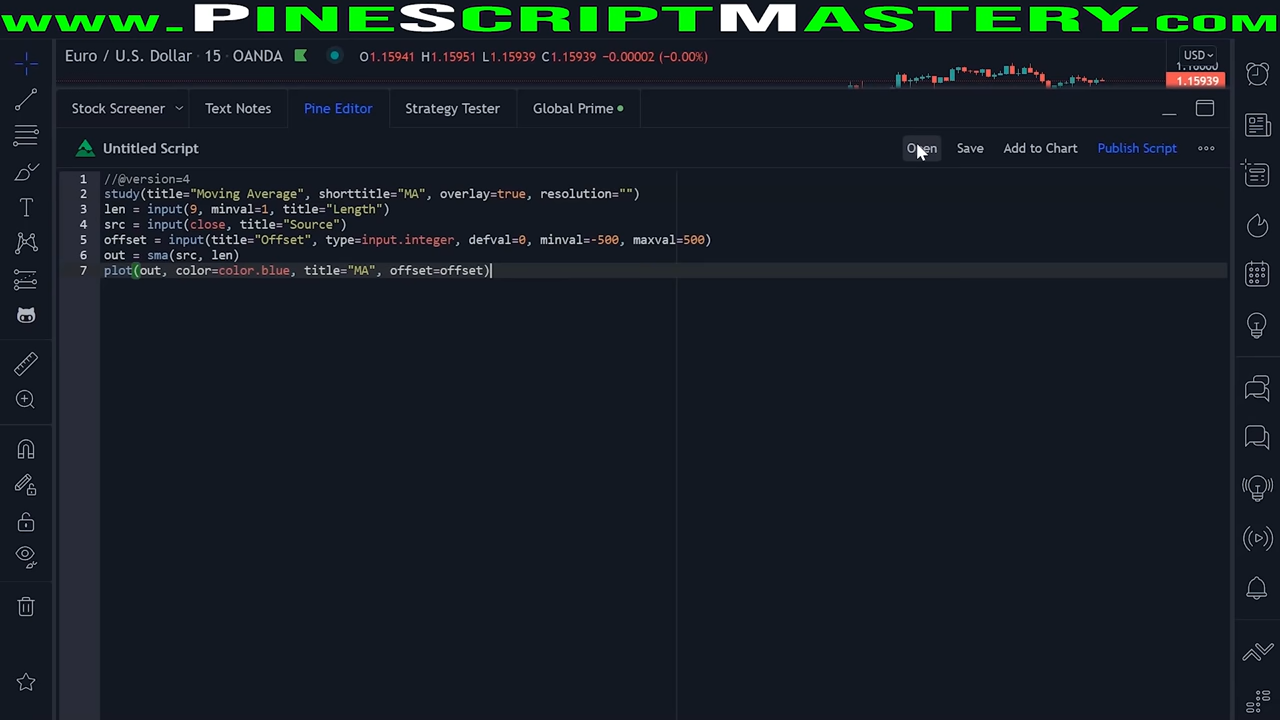 www.PineScriptMastery.com
Euro / U.S. Dollar · 15 · OANDA O1.15941 H1.15951 L1.15939 C1.15939 -0.00002 (-0.00%)
USD
1.16000
1.15939
Stock Screener Text Notes Pine Editor Strategy Tester Global Prime
Untitled Script Open Save Add to Chart Publish Script
1 //@version=4
2 study(title="Moving Average", shorttitle="MA", overlay=true, resolution="")
3 len = input(9, minval=1, title="Length")
4 src = input(close, title="Source")
5 offset = input(title="Offset", type=input.integer, defval=0, minval=-500, maxval=500)
6 out = sma(src, len)
7 plot(out, color=color.blue, title="MA", offset=offset)